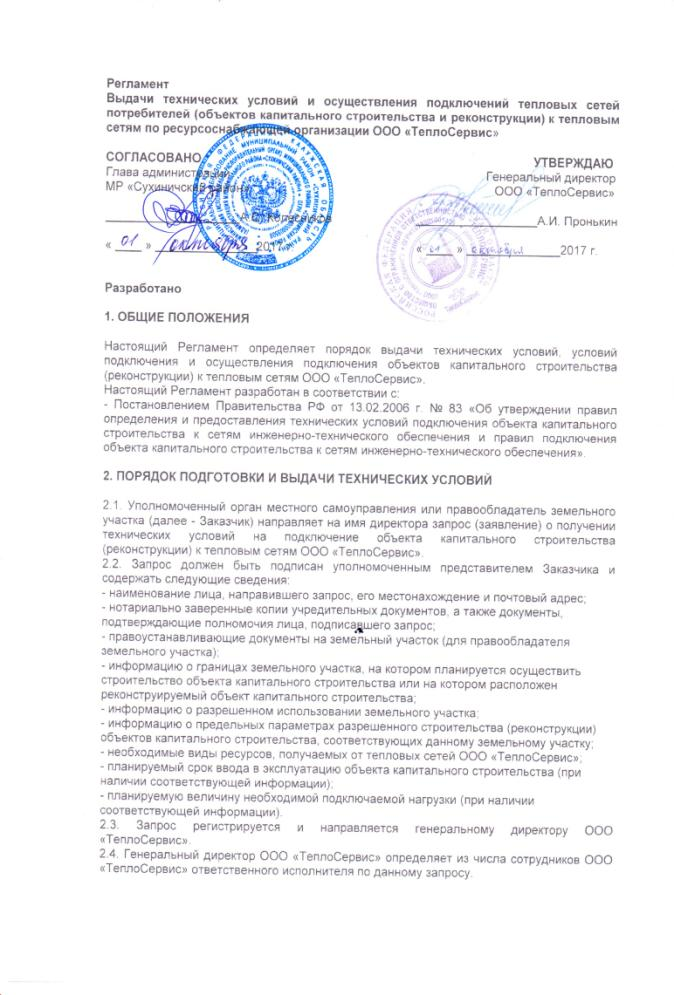 Регламент
Выдачи технических условий и осуществления подключений тепловых сетей
потребителей (объектов капитального строительства и реконструкции) к тепловым
сетям по ресурсоснабжающей организации ООО «ТеплоСервис»
СОГЛАСОВАНО
Глава администрации
МР «Сухиничский район»
А.С. Колесников
« 01 » октября 2017 г.
УТВЕРЖДАЮ
Генеральный директор
ООО «ТеплоСервис»
А.И. Пронькин
« 01 » октября 2017 г.
Разработано
1. ОБЩИЕ ПОЛОЖЕНИЯ
Настоящий Регламент определяет порядок выдачи технических условий, условий
подключения и осуществления подключения объектов капитального строительства
(реконструкции) к тепловым сетям ООО «ТеплоСервис».
Настоящий Регламент разработан в соответствии с:
- Постановлением Правительства РФ от 13.02.2006 г. № 83 «Об утверждении правил
определения и предоставления технических условий подключения объекта капитального
строительства к сетям инженерно-технического обеспечения и правил подключения
объекта капитального строительства к сетям инженерно-технического обеспечения».
2. ПОРЯДОК ПОДГОТОВКИ И ВЫДАЧИ ТЕХНИЧЕСКИХ УСЛОВИЙ
2.1. Уполномоченный орган местного самоуправления или правообладатель земельного
участка (далее - Заказчик) направляет на имя директора запрос (заявление) о получении
технических условий на подключение объекта капитального строительства
(реконструкции) к тепловым сетям ООО «ТеплоСервис».
2.2. Запрос должен быть подписан уполномоченным представителем Заказчика и
содержать следующие сведения:
- наименование лица, направившего запрос, его местонахождение и почтовый адрес;
- нотариально заверенные копии учредительных документов, а также документы,
подтверждающие полномочия лица, подписавшего запрос;
- правоустанавливающие документы на земельный участок (для правообладателя
земельного участка);
- информацию о границах земельного участка, на котором планируется осуществить
строительство объекта капитального строительства или на котором расположен
реконструируемый объект капитального строительства;
- информацию о разрешенном использовании земельного участка;
- информацию о предельных параметрах разрешенного строительства (реконструкции)
объектов капитального строительства, соответствующих данному земельному участку;
- необходимые виды ресурсов, получаемых от тепловых сетей ООО «ТеплоСервис»;
- планируемый срок ввода в эксплуатацию объекта капитального строительства (при
наличии соответствующей информации);
- планируемую величину необходимой подключаемой нагрузки (при наличии
соответствующей информации).
2.3. Запрос регистрируется и направляется генеральному директору ООО
«ТеплоСервис».
2.4. Генеральный директор ООО «ТеплоСервис» определяет из числа сотрудников ООО
«ТеплоСервис» ответственного исполнителя по данному запросу.